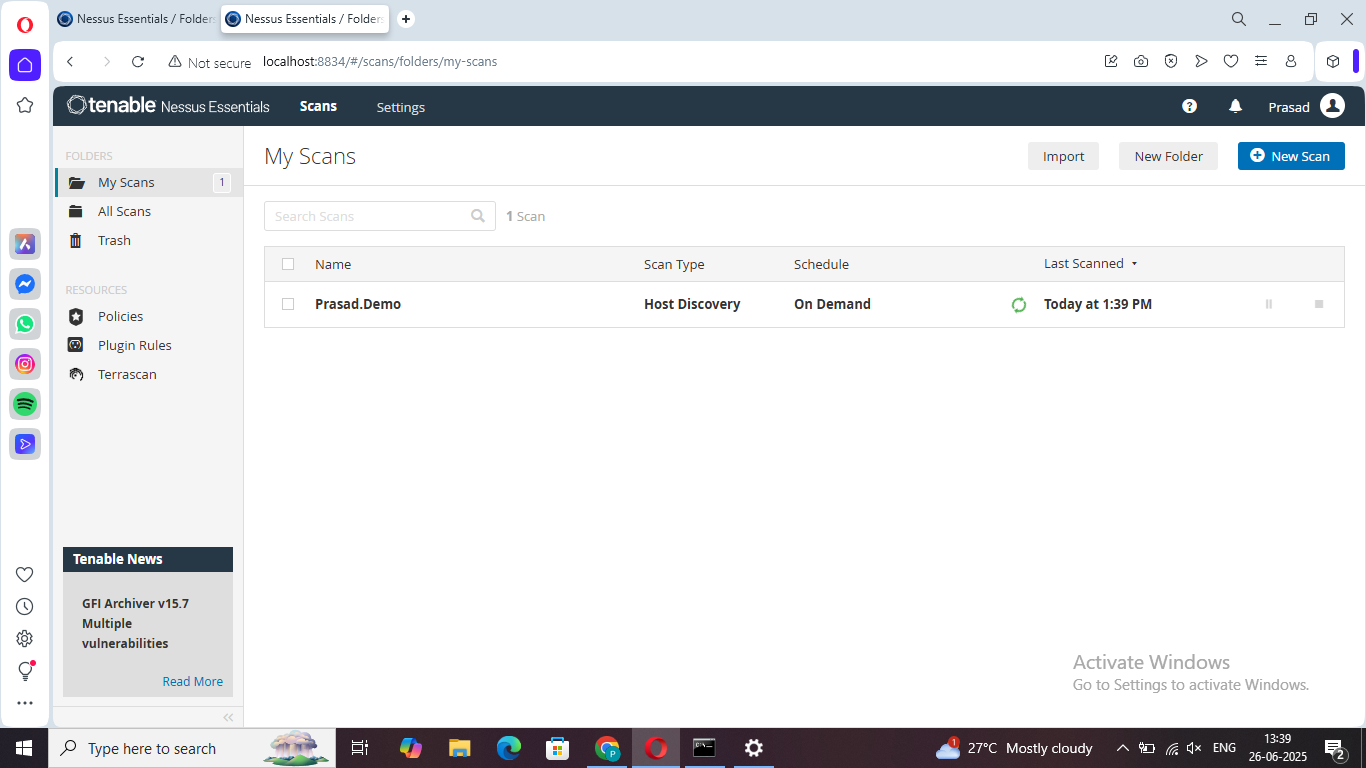 Nessus Essentials / Folders
Nessus Essentials / Folders
Not secure
localhost:8834/#/scans/folders/my-scans
tenable Nessus Essentials
Scans
Settings
?
Prasad
FOLDERS
My Scans
1
All Scans
Trash
RESOURCES
Policies
Plugin Rules
Terrascan
Tenable News
GFI Archiver v15.7
Multiple
vulnerabilities
Read More
My Scans
Import
New Folder
New Scan
Search Scans
1 Scan
Name
Scan Type
Schedule
Last Scanned
Prasad.Demo
Host Discovery
On Demand
Today at 1:39 PM
Activate Windows
Go to Settings to activate Windows.
Type here to search
P
1
27°C Mostly cloudy
ENG
13:39
26-06-2025
2